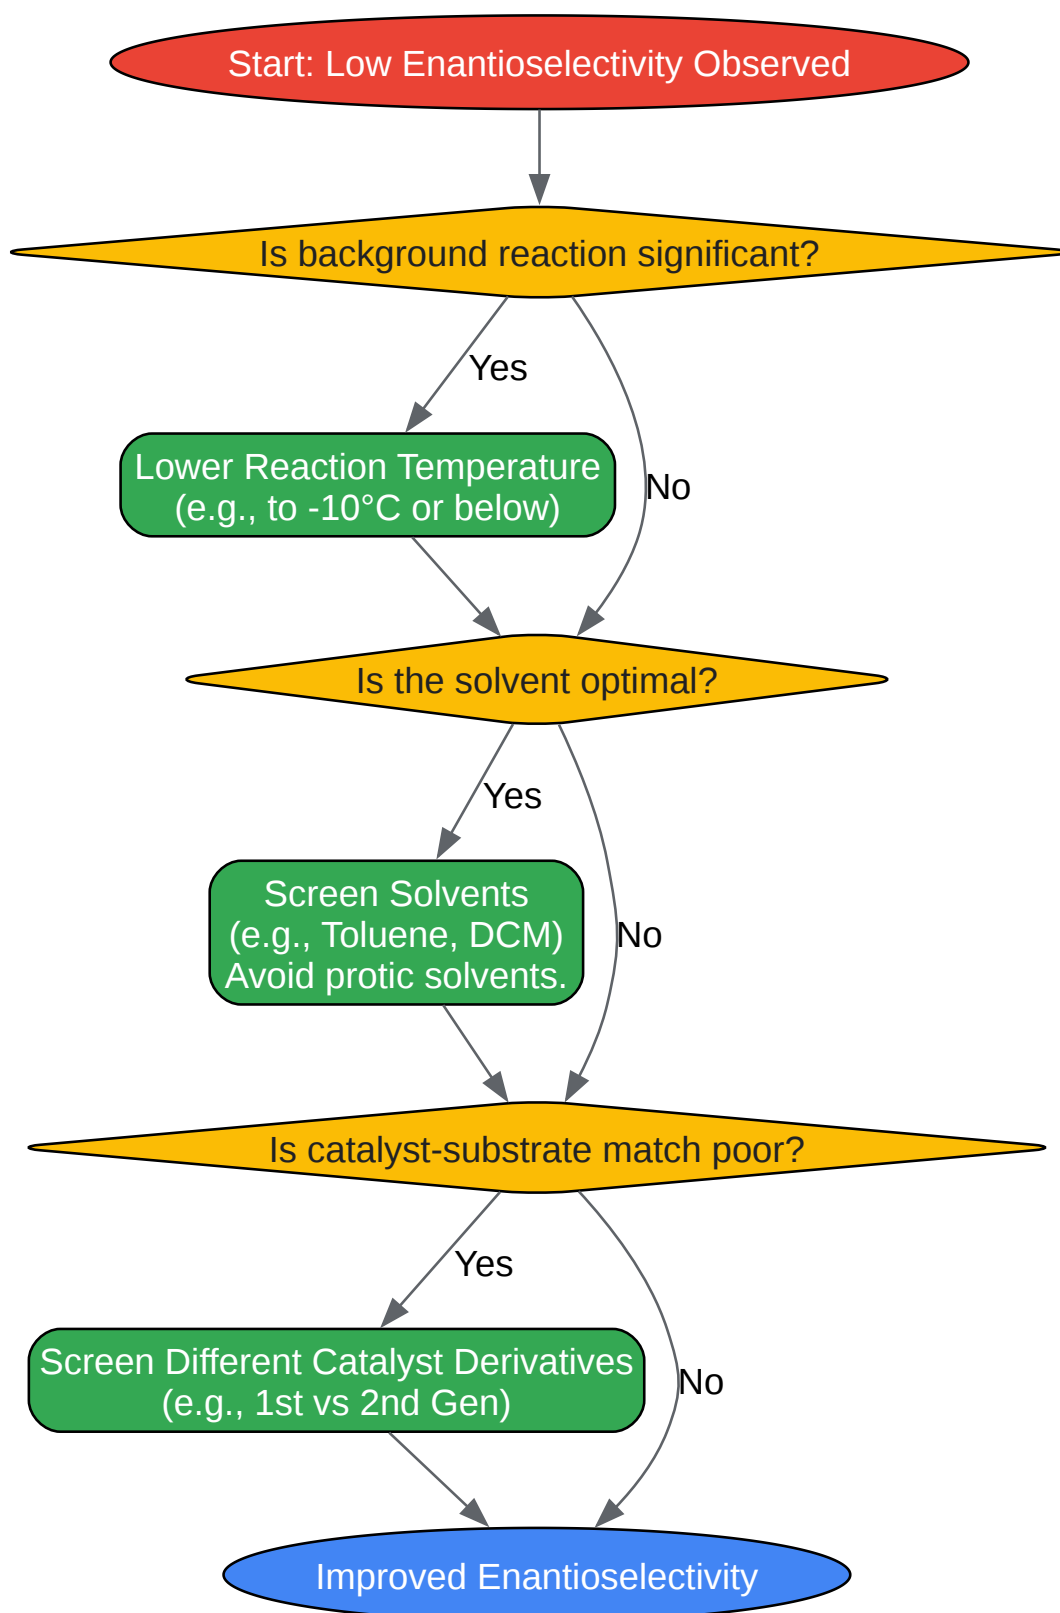 Start: Low Enantioselectivity Observed
Is background reaction significant?
Yes
Lower Reaction Temperature
(e.g., to -10°C or below)
No
Is the solvent optimal?
Yes
Screen Solvents
(e.g., Toluene, DCM)
Avoid protic solvents.
No
Is catalyst-substrate match poor?
Yes
Screen Different Catalyst Derivatives
(e.g., 1st vs 2nd Gen)
No
Improved Enantioselectivity